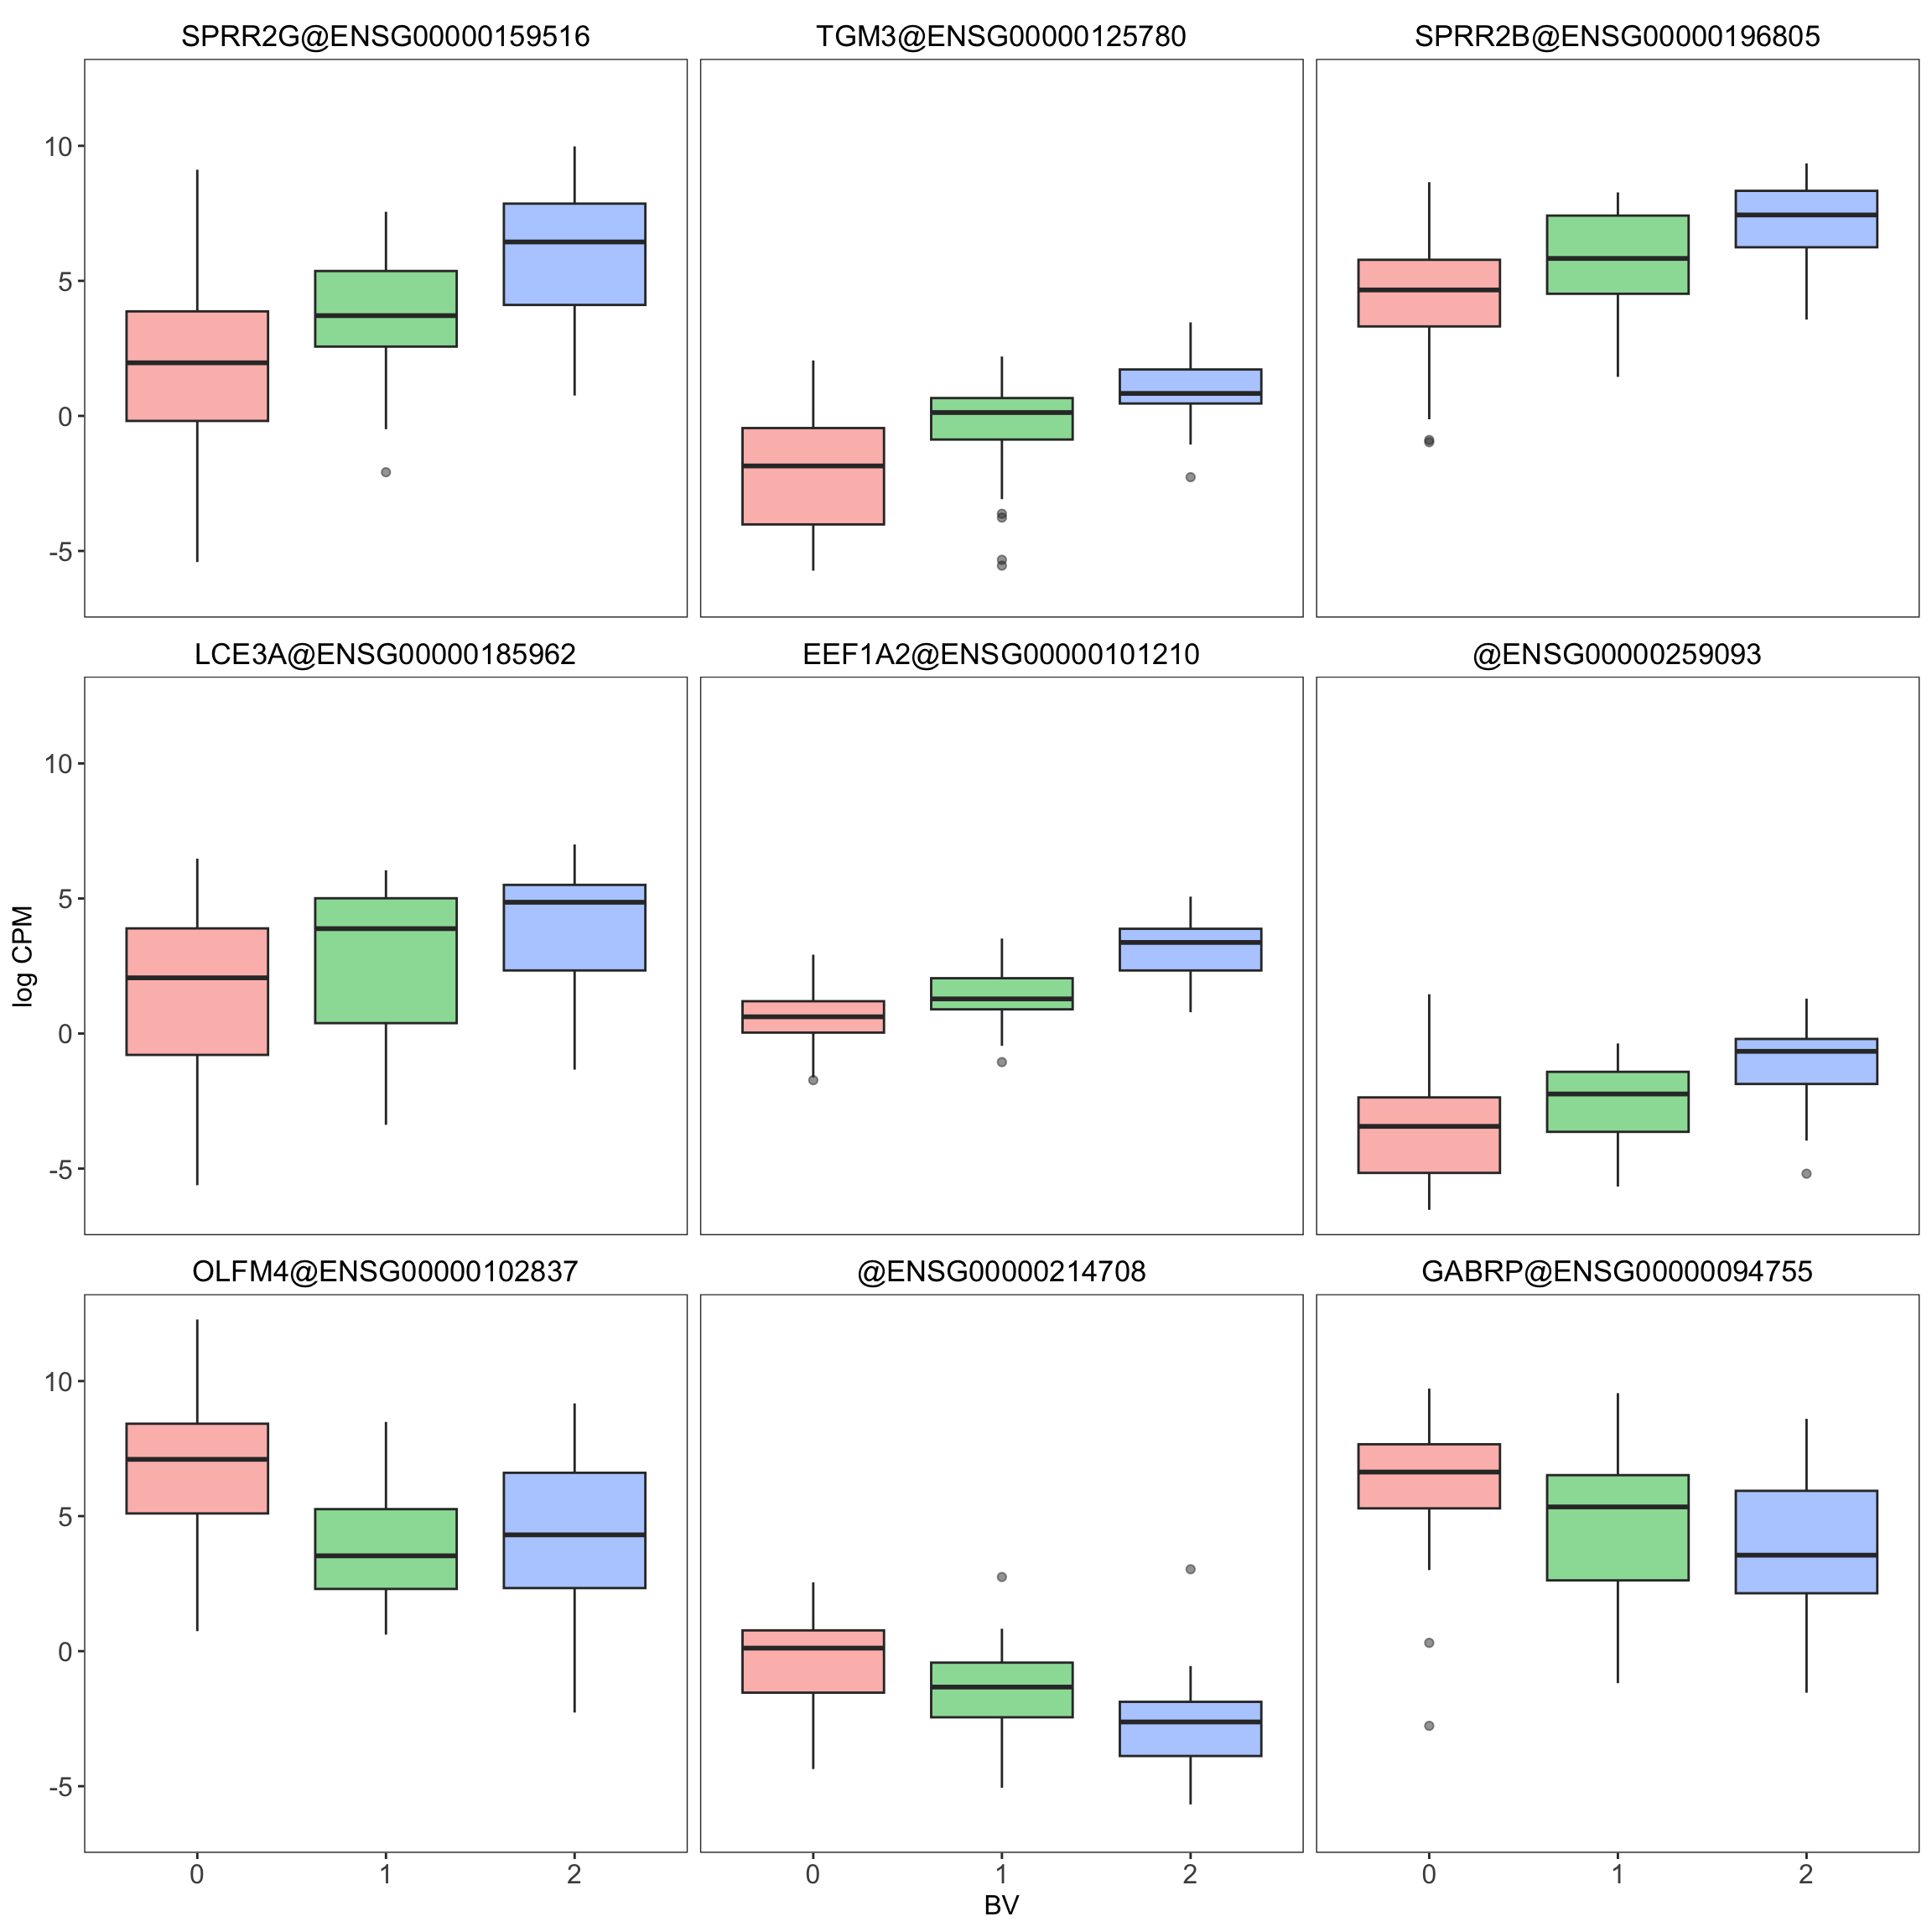 SPRR2G@ENSG00000159516 TGM3@ENSG00000125780 SPRR2B@ENSG00000196805
10
5
0
-5
LCE3A@ENSG00000185962 EEF1A2@ENSG00000101210 @ENSG00000259093
10
5
0
-5
log CPM
OLFM4@ENSG00000102837 @ENSG00000214708 GABRP@ENSG00000094755
10
5
0
-5
0 1 2 0 1 2 0 1 2
BV